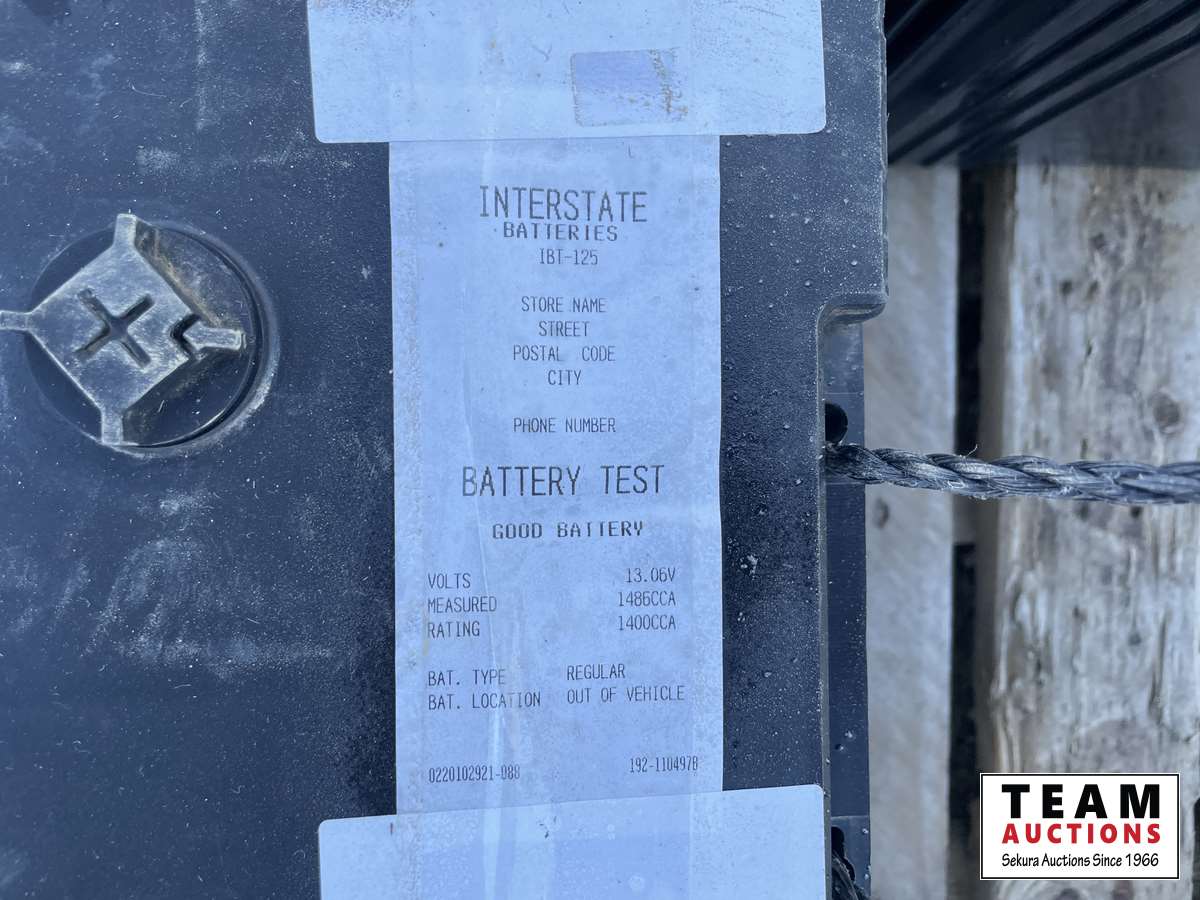 INTERSTATE
BATTERIES
IBT-125
STORE NAME
STREET
POSTAL CODE
CITY
PHONE NUMBER
BATTERY TEST
GOOD BATTERY
VOLTS 13.06V
MEASURED 1486CCA
RATING 1400CCA
BAT. TYPE REGULAR
BAT. LOCATION OUT OF VEHICLE
0220102921-088 192-110497B
TEAM
AUCTIONS
Sekura Auctions Since 1966